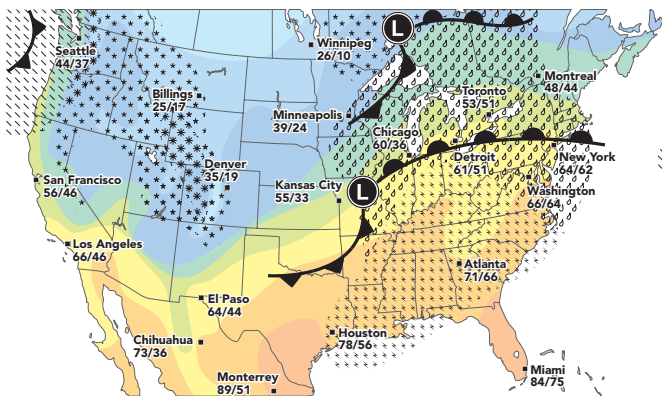 L
Winnipeg
26/10
Seattle
44/37
Montreal
48/44
Billings
25/17
Toronto
53/51
Minneapolis
39/24
Chicago
60/36
Detroit
61/51
New York
64/62
Denver
35/19
San Francisco
56/46
Kansas City
55/33
L
Washington
66/64
Los Angeles
66/46
Atlanta
71/66
El Paso
64/44
Houston
78/56
Chihuahua
73/36
Monterrey
89/51
Miami
84/75